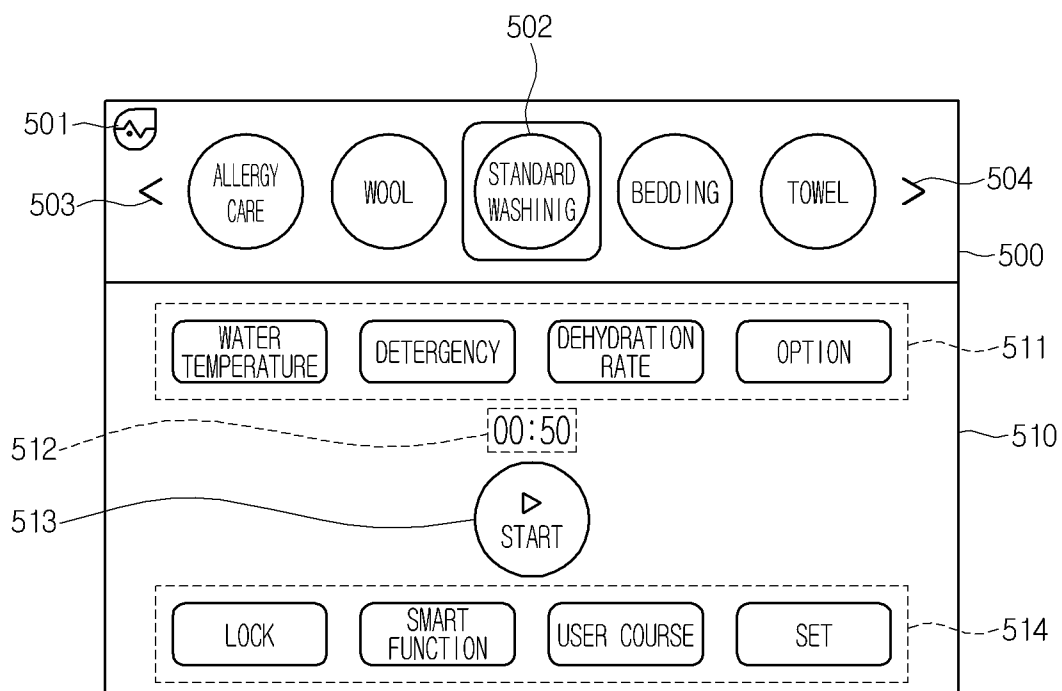 502
501
ALLERGY
CARE
WOOL
STANDARD
WASHINIG
BEDDING
TOWEL
<
>
503
504
500
WATER
TEMPERATURE
DETERGENCY
DEHYDRATION
RATE
OPTION
511
00:50
512
510
513
START
LOCK
SMART
FUNCTION
USER COURSE
SET
514